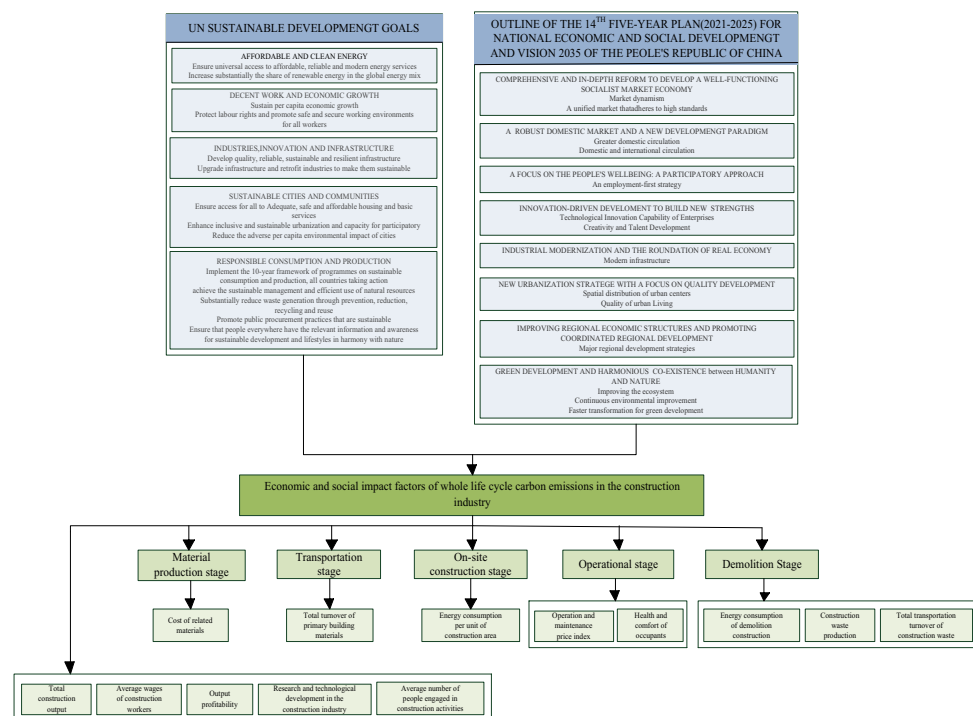 UN SUSTAINABLE DEVELOPMENGT GOALS
AFFORDABLE AND CLEAN ENERGY
Ensure universal access to affordable, reliable and modern energy services
Increase substantially the share of renewable energy in the global energy mix
DECENT WORK AND ECONOMIC GROWTH
Sustain per capita economic growth
Protect labour rights and promote safe and secure working environments
for all workers
INDUSTRIES,INNOVATION AND INFRASTRUCTURE
Develop quality, reliable, sustainable and resilient infrastructure
Upgrade infrastructure and retrofit industries to make them sustainable
SUSTAINABLE CITIES AND COMMUNITIES
Ensure access for all to Adequate, safe and affordable housing and basic
services
Enhance inclusive and sustainable urbanization and capacity for participatory
Reduce the adverse per capita environmental impact of cities
RESPONSIBLE CONSUMPTION AND PRODUCTION
Implement the 10-year framework of programmes on sustainable
consumption and production, all countries taking action
achieve the sustainable management and efficient use of natural resources
Substantially reduce waste generation through prevention, reduction,
recycling and reuse
Promote public procurement practices that are sustainable
Ensure that people everywhere have the relevant information and awareness
for sustainable development and lifestyles in harmony with nature
OUTLINE OF THE 14TH FIVE-YEAR PLAN(2021-2025) FOR
NATIONAL ECONOMIC AND SOCIAL DEVELOPMENGT
AND VISION 2035 OF THE PEOLE'S REPUBLIC OF CHINA
COMPREHENSIVE AND IN-DEPTH REFORM TO DEVELOP A WELL-FUNCTIONING
SOCIALIST MARKET ECONOMY
Market dynamism
A unified market thatadheres to high standards
A ROBUST DOMESTIC MARKET AND A NEW DEVELOPMENGT PARADIGM
Greater domestic circulation
Domestic and international circulation
A FOCUS ON THE PEOPLE'S WELLBEING: A PARTICIPATORY APPROACH
An employment-first strategy
INNOVATION-DRIVEN DEVELOMENT TO BUILD NEW STRENGTHS
Technological Innovation Capability of Enterprises
Creativity and Talent Development
INDUSTRIAL MODERNIZATION AND THE ROUNDATION OF REAL ECONOMY
Modern infrastructure
NEW URBANIZATION STRATEGE WITH A FOCUS ON QUALITY DEVELOPMENT
Spatial distribution of urban centers
Quality of urban Living
IMPROVING REGIONAL ECONOMIC STRUCTURES AND PROMOTING
COORDINATED REGIONAL DEVELOPMENT
Major regional development strategies
GREEN DEVELOPMENT AND HARMONIOUS CO-EXISTENCE between HUMANITY
AND NATURE
Improving the ecosystem
Continuous environmental improvement
Faster transformation for green development
Economic and social impact factors of whole life cycle carbon emissions in the construction
industry
Material
production stage
Transportation
stage
On-site
construction stage
Operational stage
Demolition Stage
Cost of related
materials
Total turnover of
primary building
materials
Energy consumption
per unit of
construction area
Operation and
maintenance
price index
Health and
comfort of
occupants
Energy consumption
of demolition
construction
Construction
waste
production
Total transportation
turnover of
construction waste
Total
construction
output
Average wages
of construction
workers
Output
profitability
Research and technological
development in the
construction industry
Average number of
people engaged in
construction activities